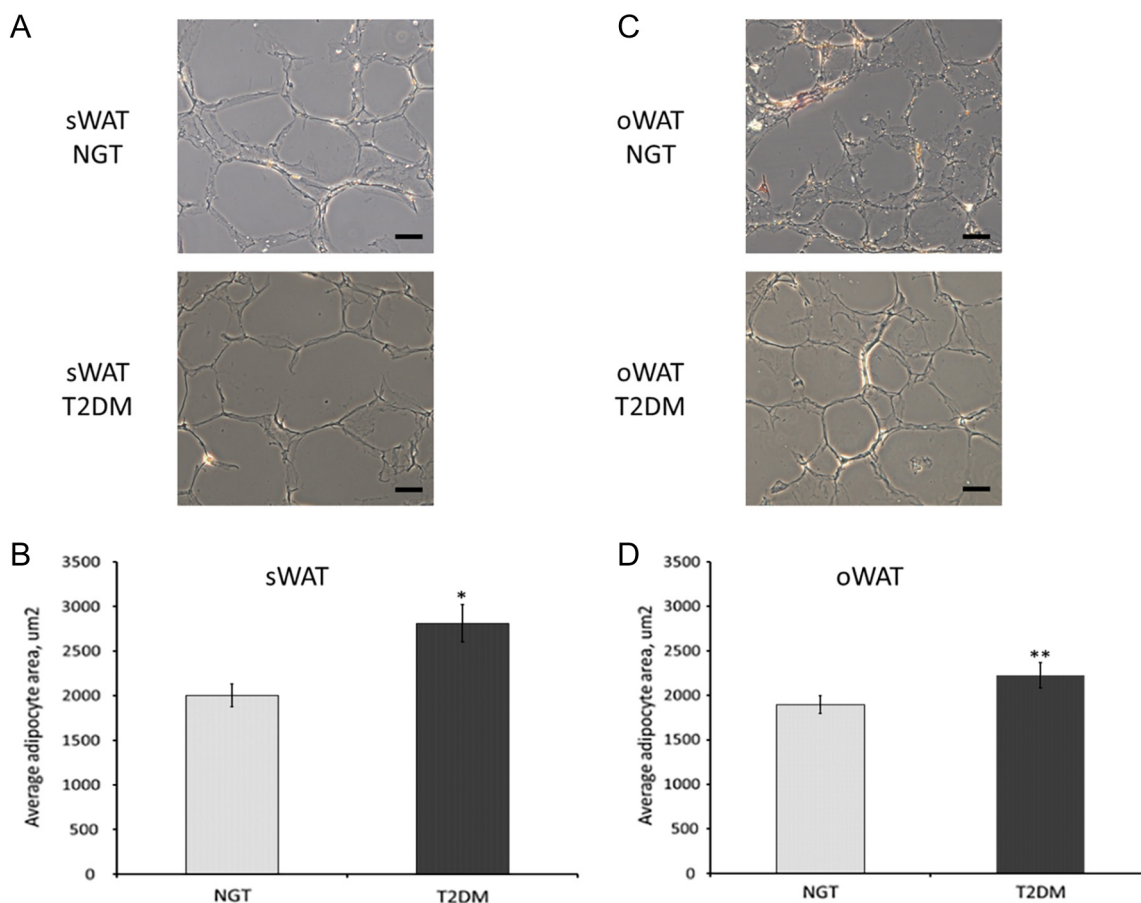 A
sWAT
NGT
sWAT
T2DM
C
oWAT
NGT
oWAT
T2DM
B
sWAT
Average adipocyte area, um2
3500
3000
2500
2000
1500
1000
500
0
*
NGT
T2DM
D
oWAT
Average adipocyte area, um2
3500
3000
2500
2000
1500
1000
500
0
**
NGT
T2DM